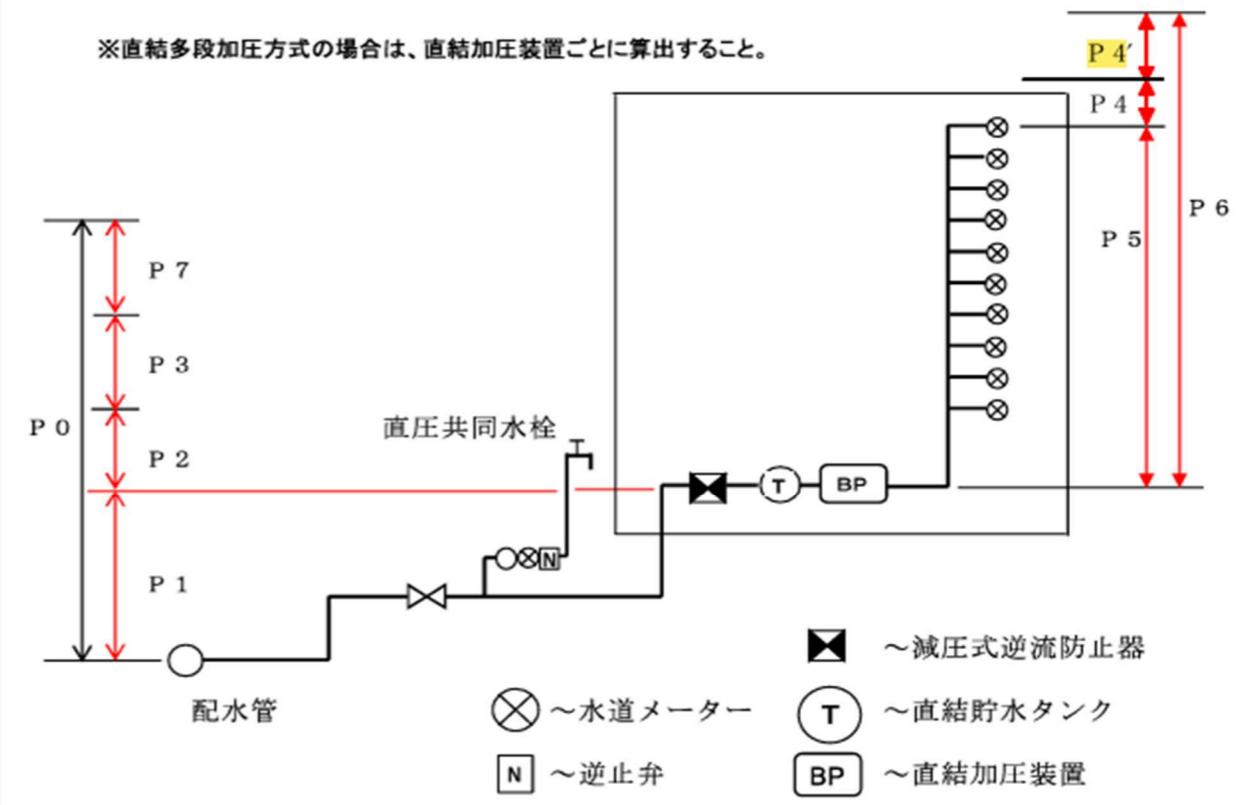 ※直結多段加圧方式の場合は、直結加圧装置ごとに算出すること。
P 4′
P 4
P 6
P 5
P 7
P 3
P 0
P 2
P 1
直圧共同水栓
T
BP
N
配水管
～減圧式逆流防止器
～水道メーター
T
～直結貯水タンク
N
～逆止弁
BP
～直結加圧装置